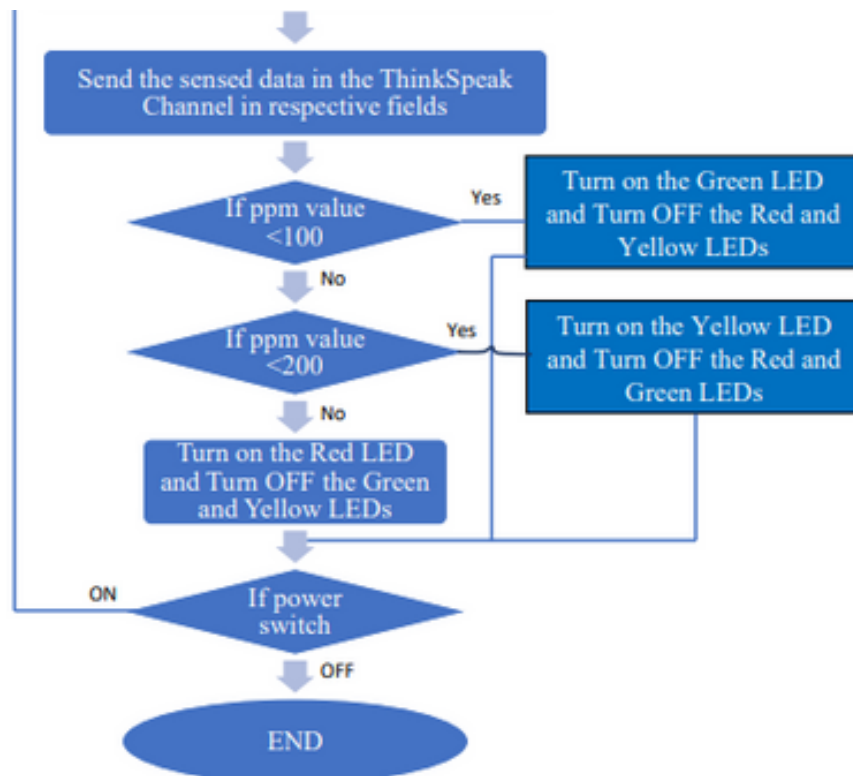 Send the sensed data in the ThinkSpeak
Channel in respective fields
If ppm value
<100
Yes
Turn on the Green LED
and Turn OFF the Red and
Yellow LEDs
No
If ppm value
<200
Yes
Turn on the Yellow LED
and Turn OFF the Red and
Green LEDs
No
Turn on the Red LED
and Turn OFF the Green
and Yellow LEDs
ON
If power
switch
OFF
END